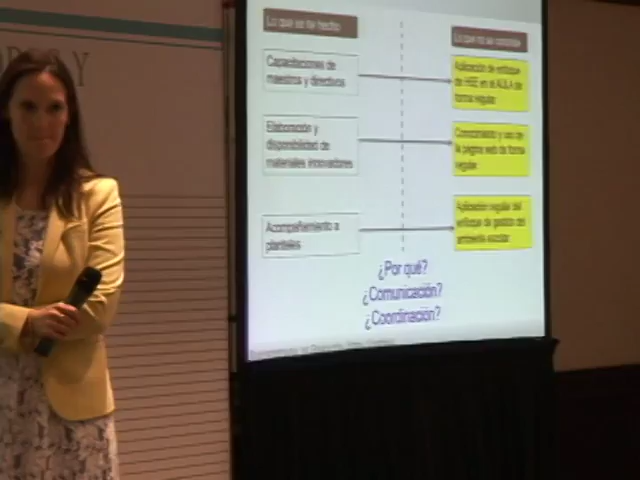 Y
Lo que se ha hecho
Lo que no se
Capacitaciones de
maestros y directivos
Aplicación de enfoque
de HSE en el AULA de
forma regular
Elaboración y
disponibilidad de
materiales innovadores
Conocimiento y uso de
la página web de forma
regular
Acompañamiento a
planteles
Aplicación regular del
enfoque de gestión del
ambiente escolar
¿Por qué?
¿Comunicación?
¿Coordinación?